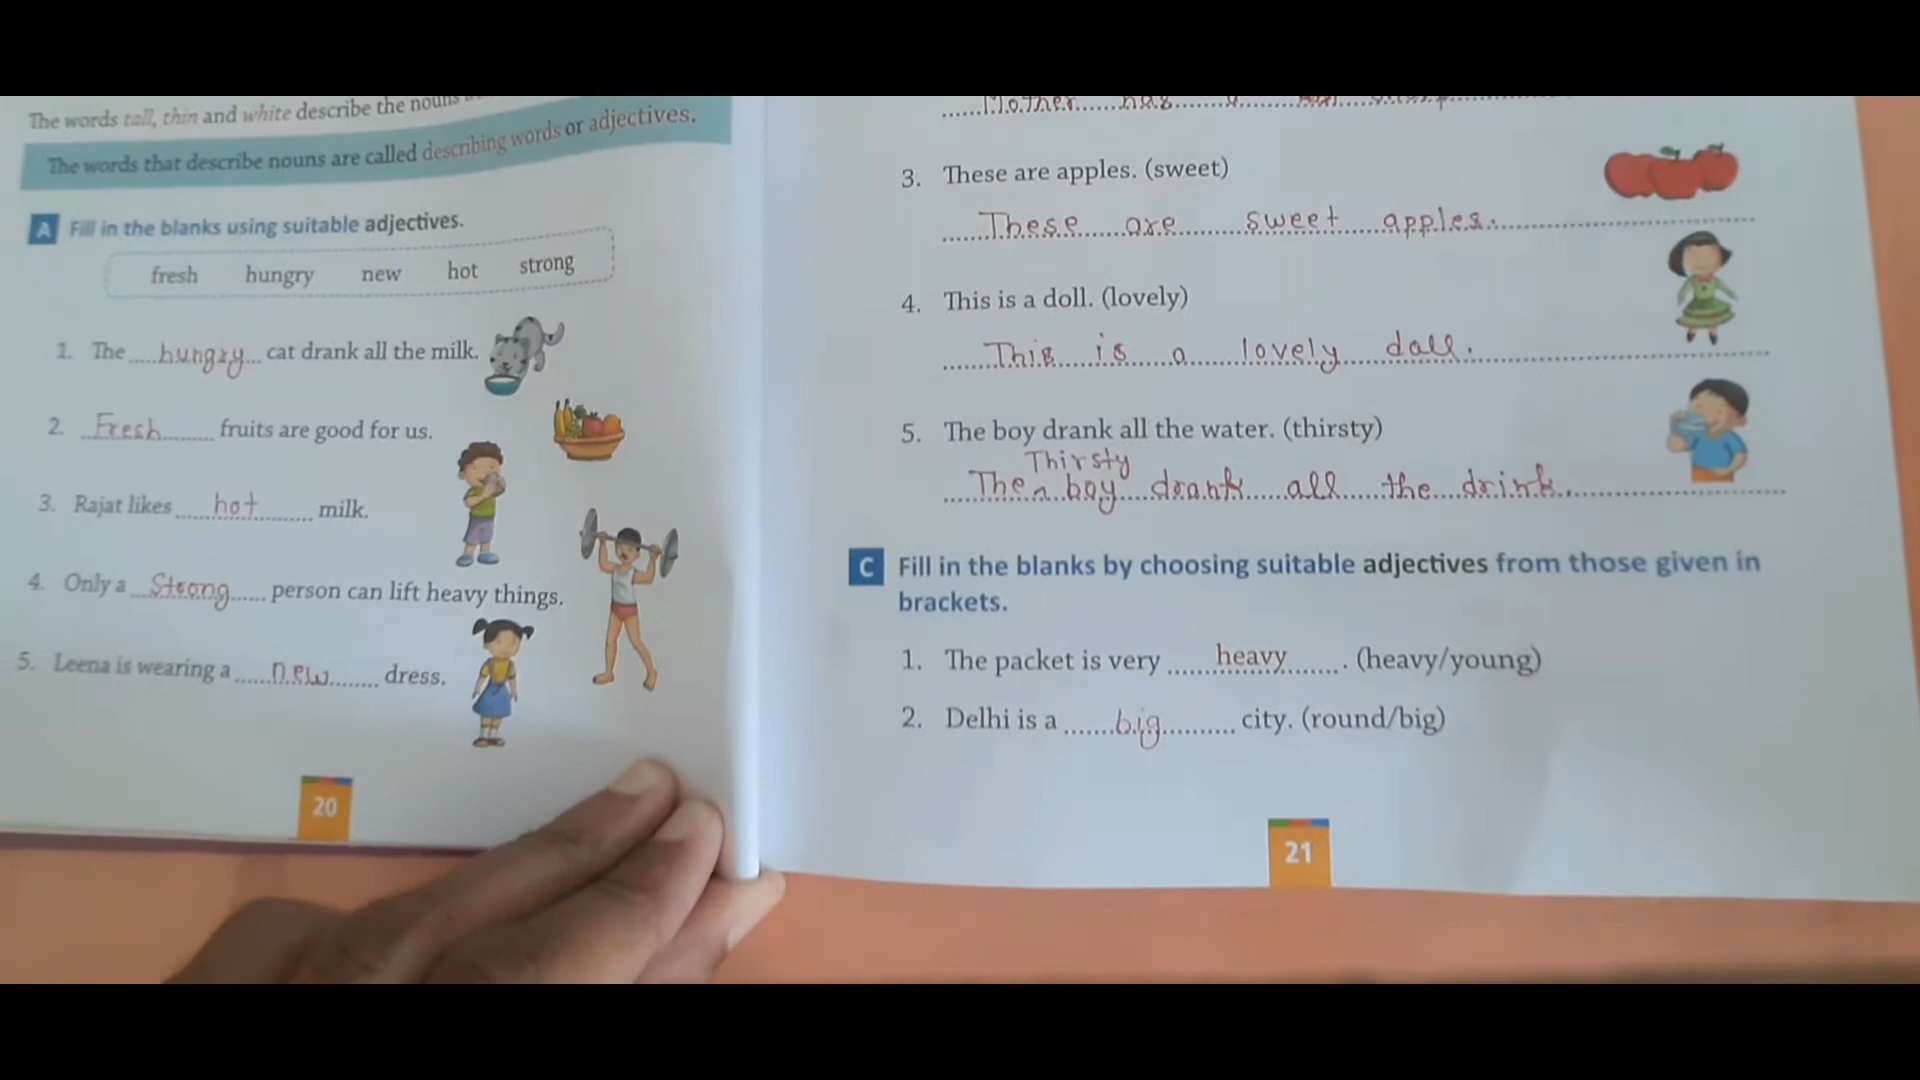 The words tall, thin and white describe the nouns
The words that describe nouns are called describing words or adjectives.
A Fill in the blanks using suitable adjectives.
fresh hungry new hot strong
1. The hungry cat drank all the milk.
2. Fresh fruits are good for us.
3. Rajat likes hot milk.
4. Only a Strong person can lift heavy things.
5. Leena is wearing a new dress.
20
Mother has a
3. These are apples. (sweet)
These are sweet apples.
4. This is a doll. (lovely)
This is a lovely doll.
5. The boy drank all the water. (thirsty)
Thirsty
The boy drank all the drink.
C Fill in the blanks by choosing suitable adjectives from those given in
brackets.
1. The packet is very heavy. (heavy/young)
2. Delhi is a big city. (round/big)
21